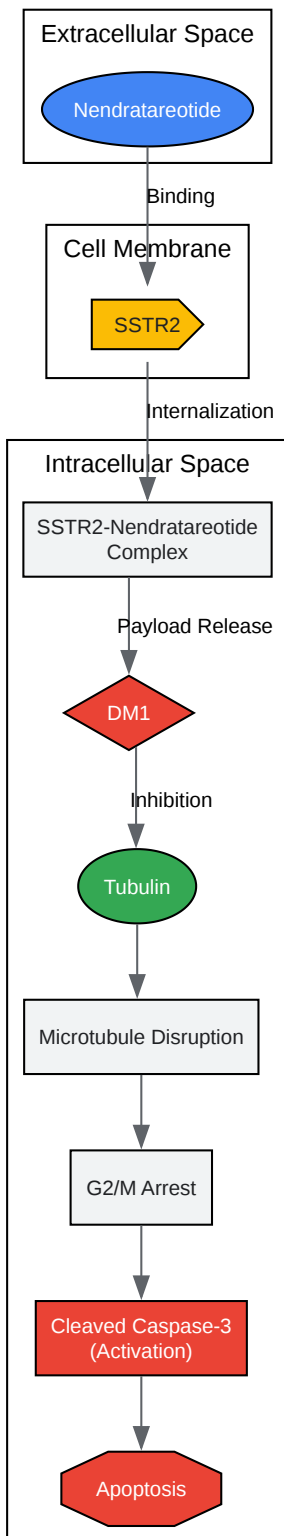 Extracellular Space
Nendratareotide
Binding
Cell Membrane
SSTR2
Internalization
Intracellular Space
SSTR2-Nendratareotide
Complex
Payload Release
DM1
Inhibition
Tubulin
Microtubule Disruption
G2/M Arrest
Cleaved Caspase-3
(Activation)
Apoptosis